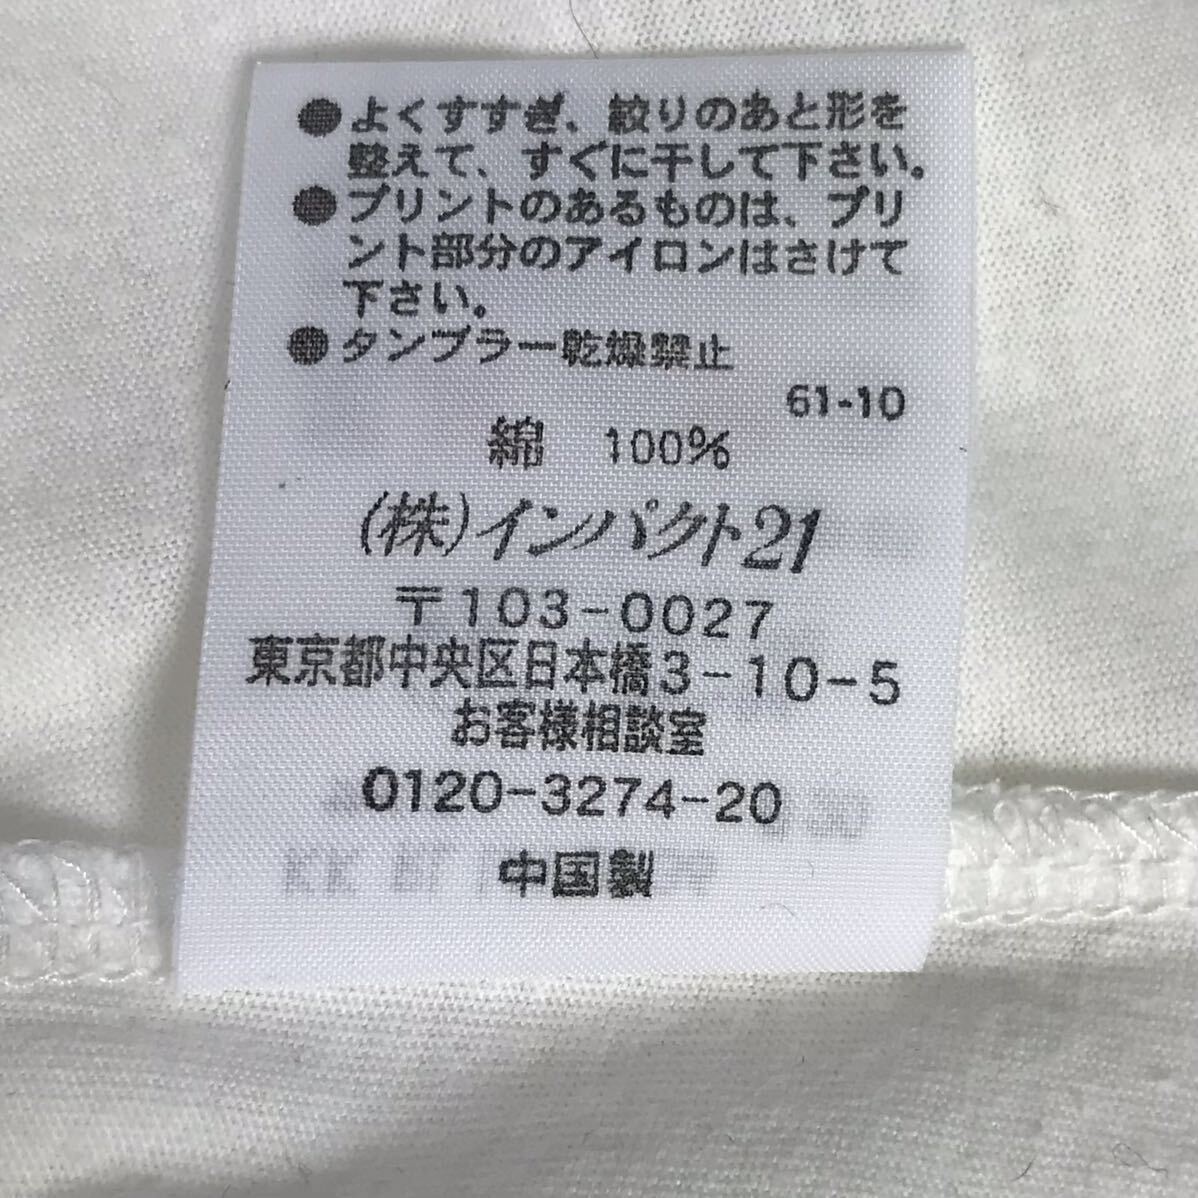 ●よくすすぎ、絞りのあと形を
整えて、すぐに干して下さい。
●プリントのあるものは、プリ
ント部分のアイロンはさけて
下さい。
●タンブラー乾燥禁止
61-10
綿 100%
(株)インパクト21
〒103-0027
東京都中央区日本橋3-10-5
お客様相談室
0120-3274-20
中国製